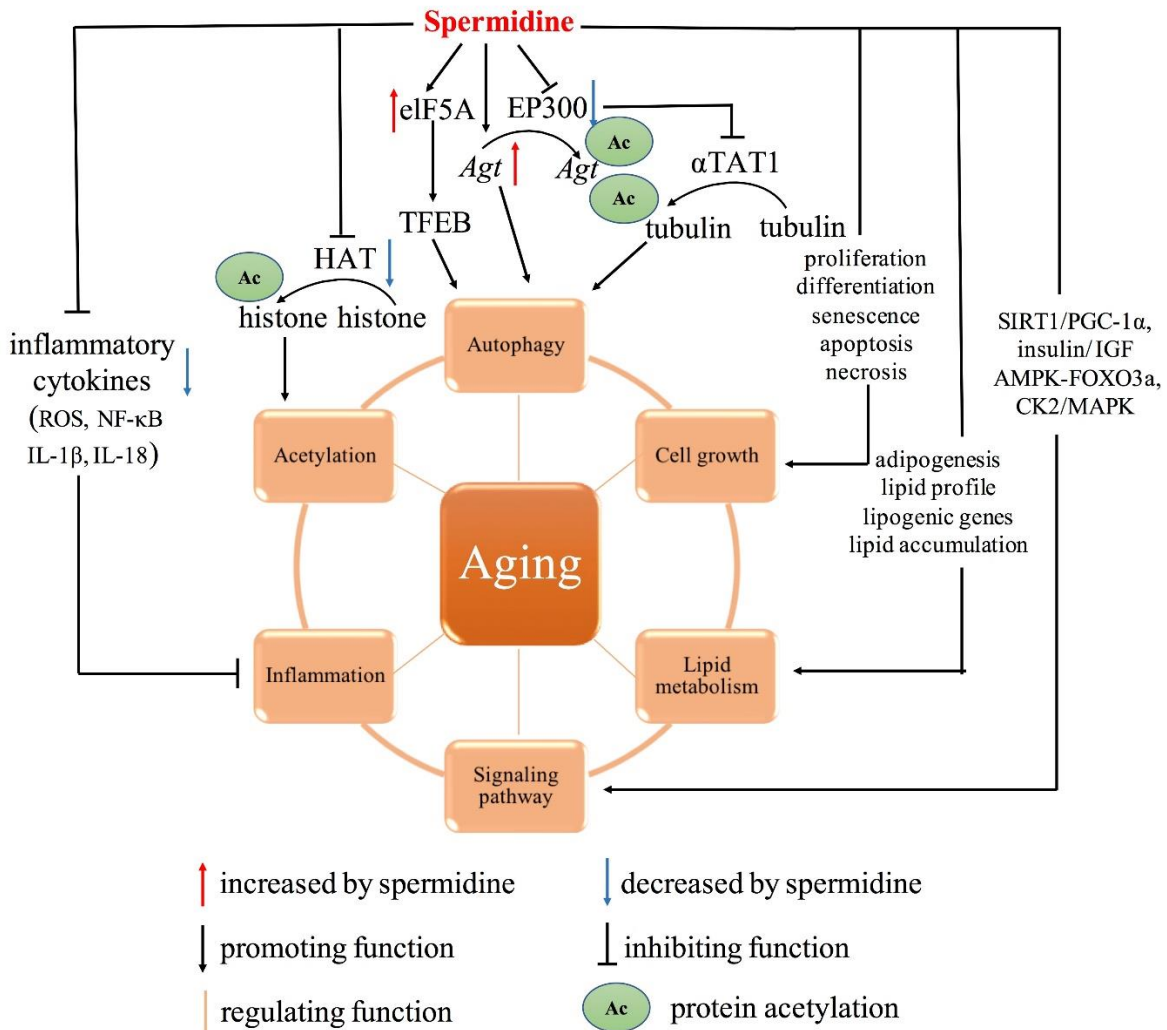 Spermidine
elF5A
EP300
Ac
αTAT1
Agt
Agt
Ac
TFEB
tubulin
tubulin
HAT
Ac
histone histone
proliferation
differentiation
senescence
apoptosis
necrosis
inflammatory
cytokines
(ROS, NF-κB
IL-1β, IL-18)
SIRT1/PGC-1α,
insulin/ IGF
AMPK-FOXO3a,
CK2/MAPK
adipogenesis
lipid profile
lipogenic genes
lipid accumulation
Autophagy
Acetylation
Cell growth
Aging
Inflammation
Lipid
metabolism
Signaling
pathway
increased by spermidine
decreased by spermidine
promoting function
inhibiting function
regulating function
Ac
protein acetylation